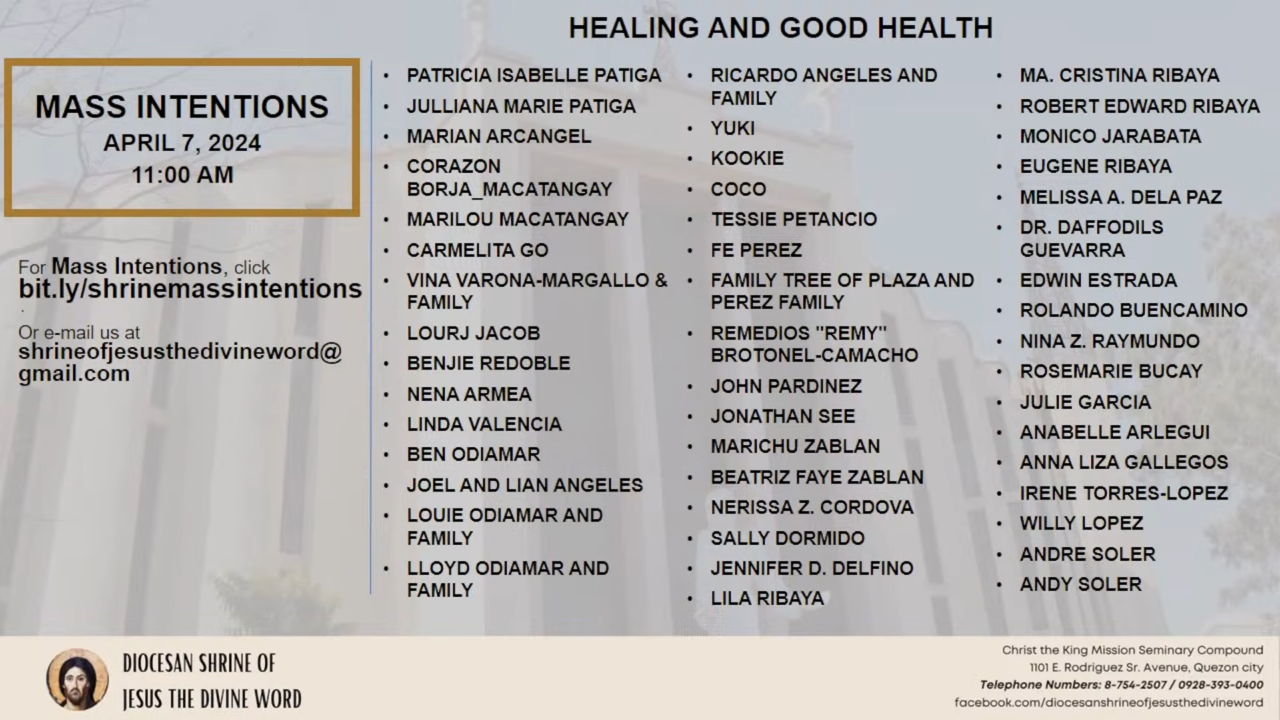 HEALING AND GOOD HEALTH
MASS INTENTIONS
APRIL 7, 2024
11:00 AM
For Mass Intentions, click
bit.ly/shrinemassintentions
.
Or e-mail us at
shrineofjesusthedivineword@
gmail.com
• PATRICIA ISABELLE PATIGA
• JULLIANA MARIE PATIGA
• MARIAN ARCANGEL
• CORAZON
BORJA_MACATANGAY
• MARILOU MACATANGAY
• CARMELITA GO
• VINA VARONA-MARGALLO &
FAMILY
• LOURJ JACOB
• BENJIE REDOBLE
• NENA ARMEA
• LINDA VALENCIA
• BEN ODIAMAR
• JOEL AND LIAN ANGELES
• LOUIE ODIAMAR AND
FAMILY
• LLOYD ODIAMAR AND
FAMILY
• RICARDO ANGELES AND
FAMILY
• YUKI
• KOOKIE
• COCO
• TESSIE PETANCIO
• FE PEREZ
• FAMILY TREE OF PLAZA AND
PEREZ FAMILY
• REMEDIOS "REMY"
BROTONEL-CAMACHO
• JOHN PARDINEZ
• JONATHAN SEE
• MARICHU ZABLAN
• BEATRIZ FAYE ZABLAN
• NERISSA Z. CORDOVA
• SALLY DORMIDO
• JENNIFER D. DELFINO
• LILA RIBAYA
• MA. CRISTINA RIBAYA
• ROBERT EDWARD RIBAYA
• MONICO JARABATA
• EUGENE RIBAYA
• MELISSA A. DELA PAZ
• DR. DAFFODILS
GUEVARRA
• EDWIN ESTRADA
• ROLANDO BUENCAMINO
• NINA Z. RAYMUNDO
• ROSEMARIE BUCAY
• JULIE GARCIA
• ANABELLE ARLEGUI
• ANNA LIZA GALLEGOS
• IRENE TORRES-LOPEZ
• WILLY LOPEZ
• ANDRE SOLER
• ANDY SOLER
DIOCESAN SHRINE OF
JESUS THE DIVINE WORD
Christ the King Mission Seminary Compound
1101 E. Rodriguez Sr. Avenue, Quezon city
Telephone Numbers: 8-754-2507 / 0928-393-0400
facebook.com/diocesanshrineofjesusthedivineword